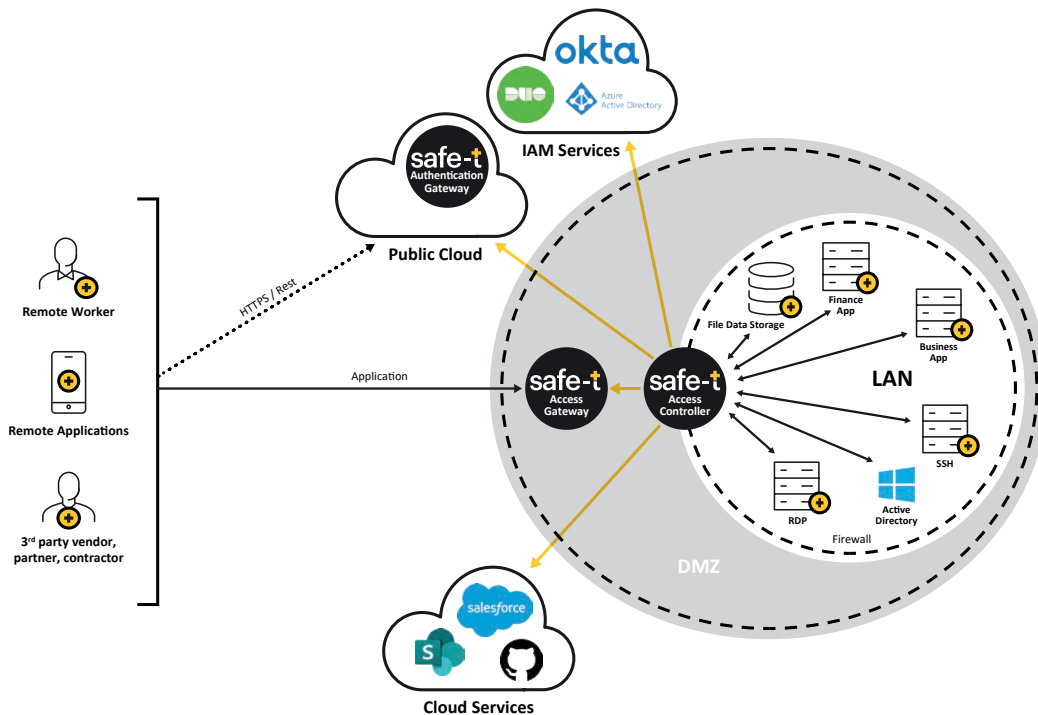 okta
DUO
Azure
Active Directory
IAM Services
safe-t
Authentication
Gateway
Public Cloud
HTTPS / Rest
Remote Worker
Remote Applications
3rd party vendor,
partner, contractor
Application
safe-t
Access
Gateway
safe-t
Access
Controller
File Data Storage
Finance
App
Business
App
LAN
SSH
Active
Directory
RDP
Firewall
DMZ
salesforce
S
Cloud Services